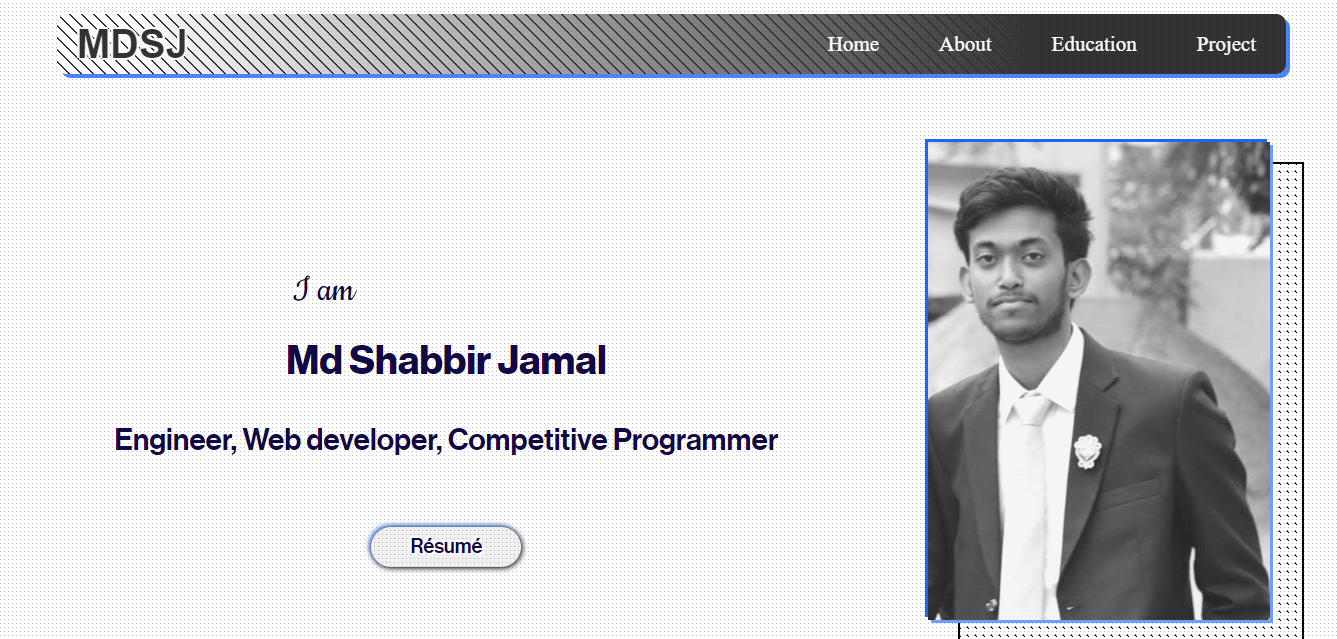 MDSJ Home About Education Project
I am
Md Shabbir Jamal
Engineer, Web developer, Competitive Programmer
Résumé